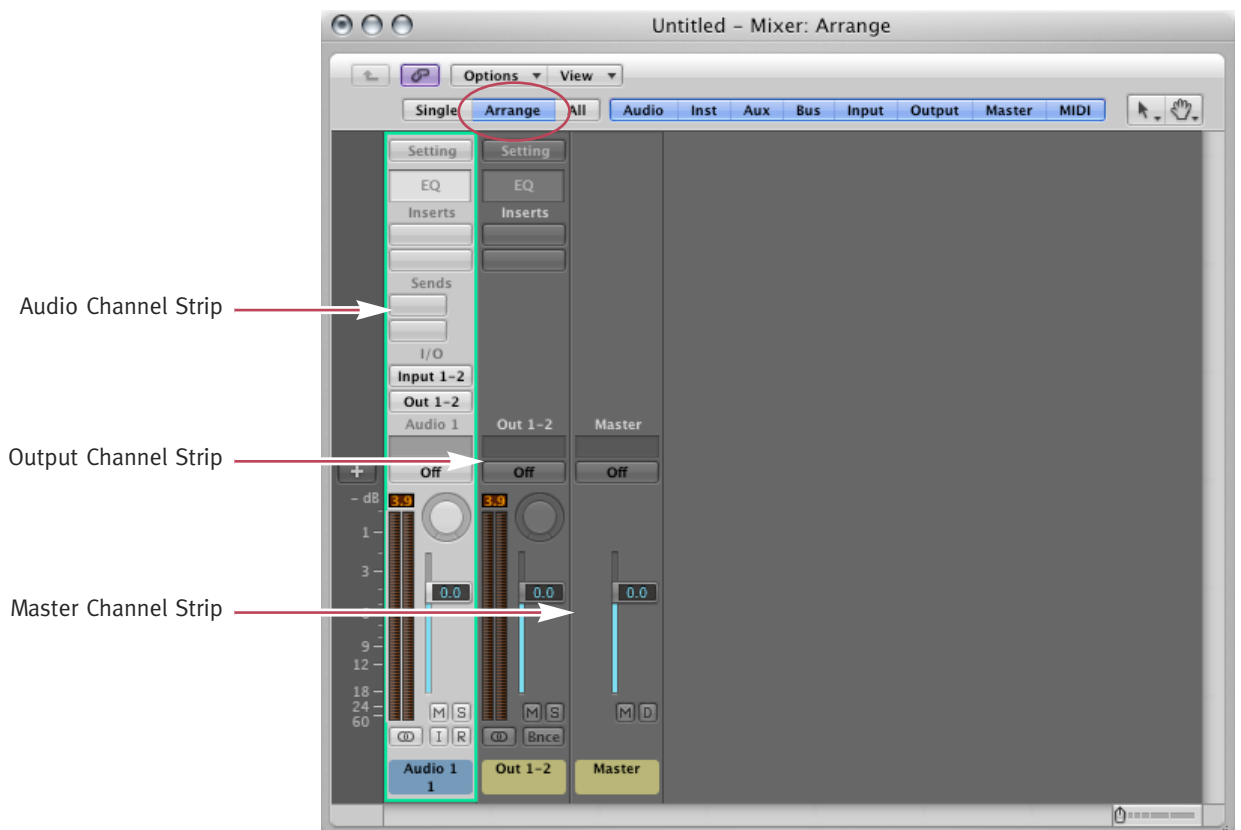 Untitled – Mixer: Arrange
Options View
Single Arrange All Audio Inst Aux Bus Input Output Master MIDI
Setting Setting
EQ EQ
Inserts Inserts
Sends
Audio Channel Strip
I/O
Input 1–2
Out 1–2
Audio 1 Out 1–2 Master
Output Channel Strip
+ Off Off Off
– dB 3.9 3.9
1
3
0.0 0.0 0.0
Master Channel Strip
9
12
18
24
60
M S M S M D
I R Bnce
Audio 1 Out 1–2 Master
1